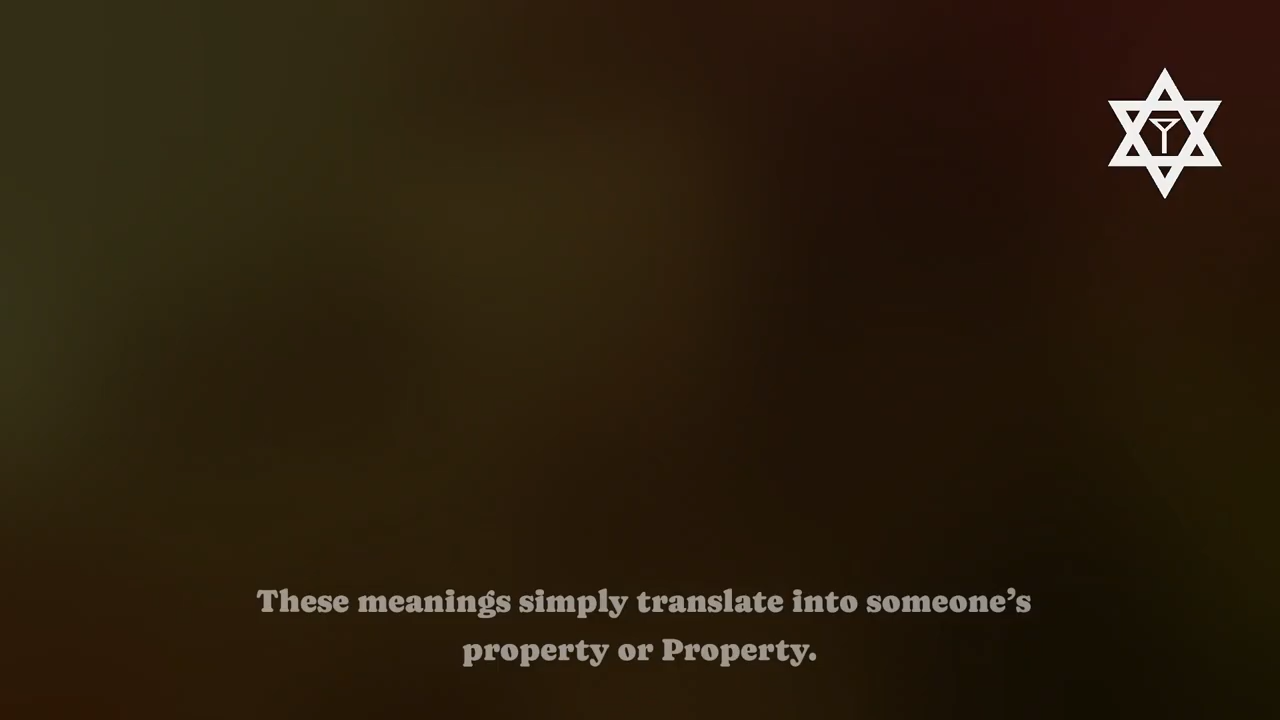 These meanings simply translate into someone’s
property or Property.